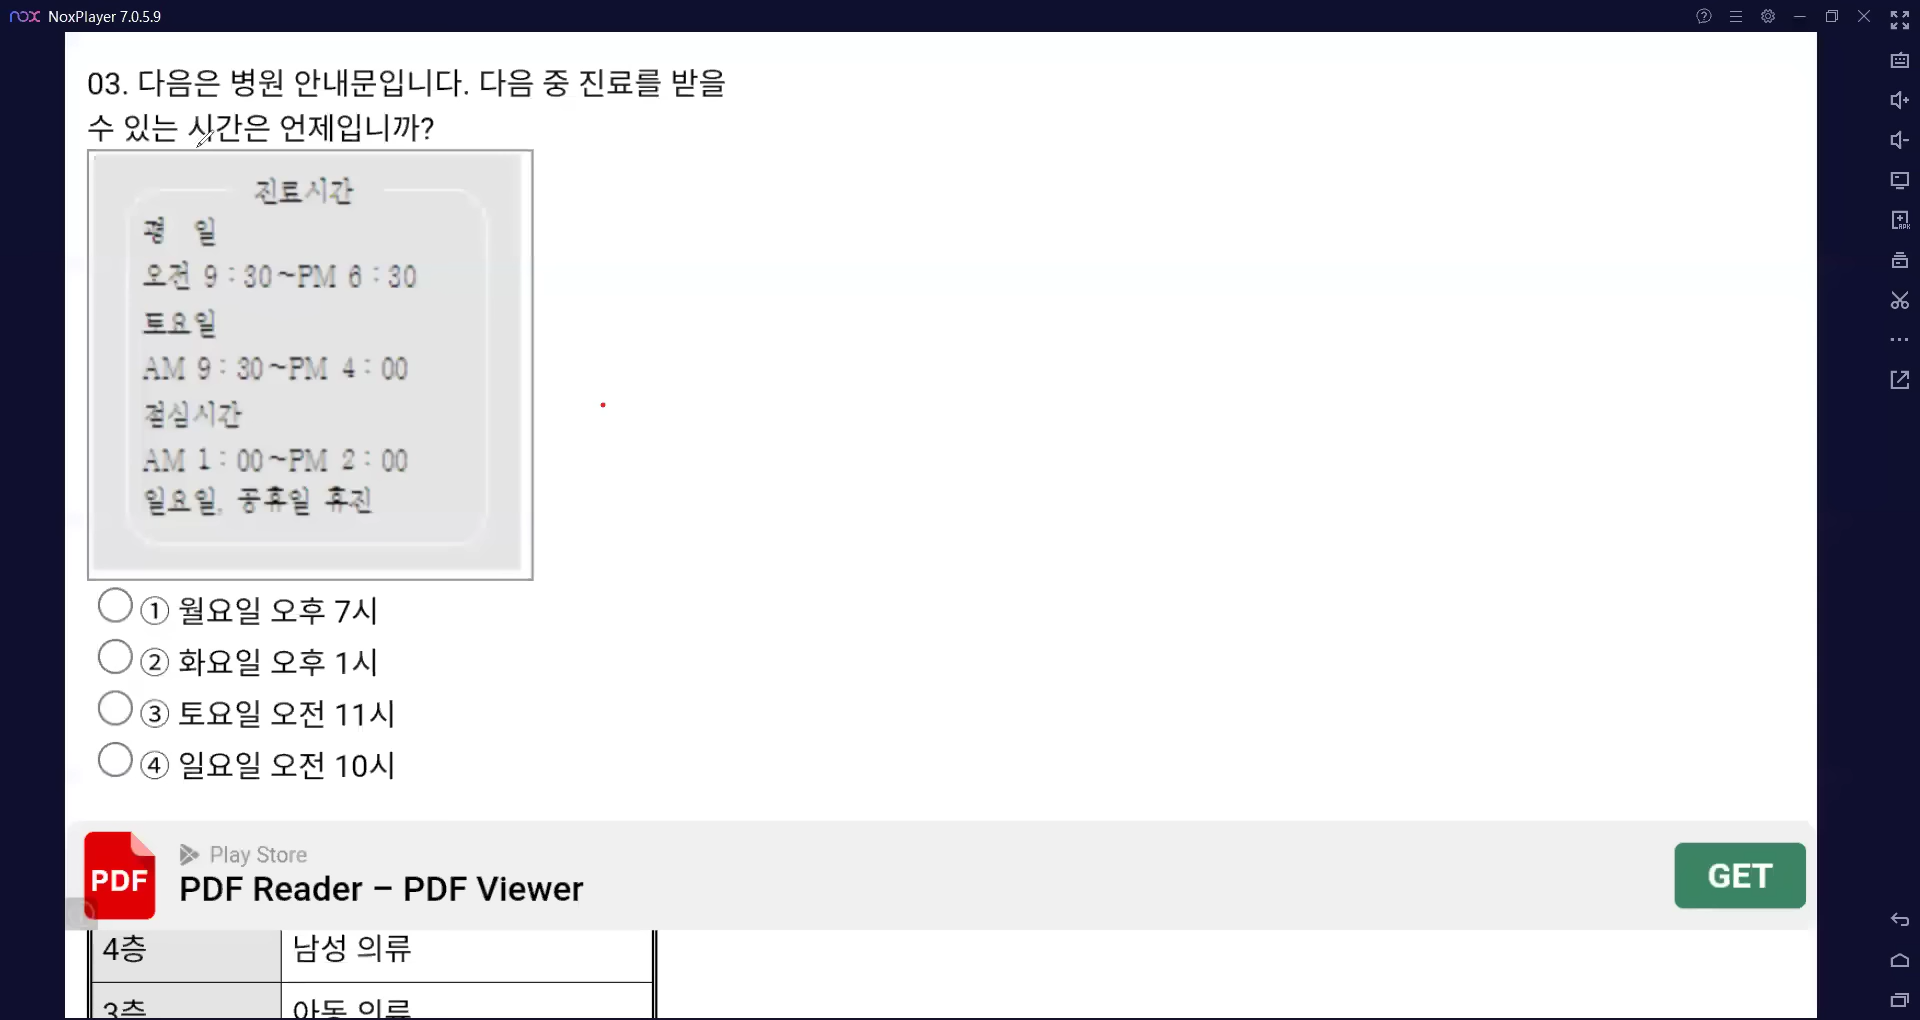 NoxPlayer 7.0.5.9
03. 다음은 병원 안내문입니다. 다음 중 진료를 받을
수 있는 시간은 언제입니까?
진료시간
평 일
오전 9:30~PM 6:30
토요일
AM 9:30~PM 4:00
점심시간
AM 1:00~PM 2:00
일요일, 공휴일 휴진
① 월요일 오후 7시
② 화요일 오후 1시
③ 토요일 오전 11시
④ 일요일 오전 10시
Play Store
PDF
PDF Reader – PDF Viewer
GET
4층 남성 의류
3층 아동 의류